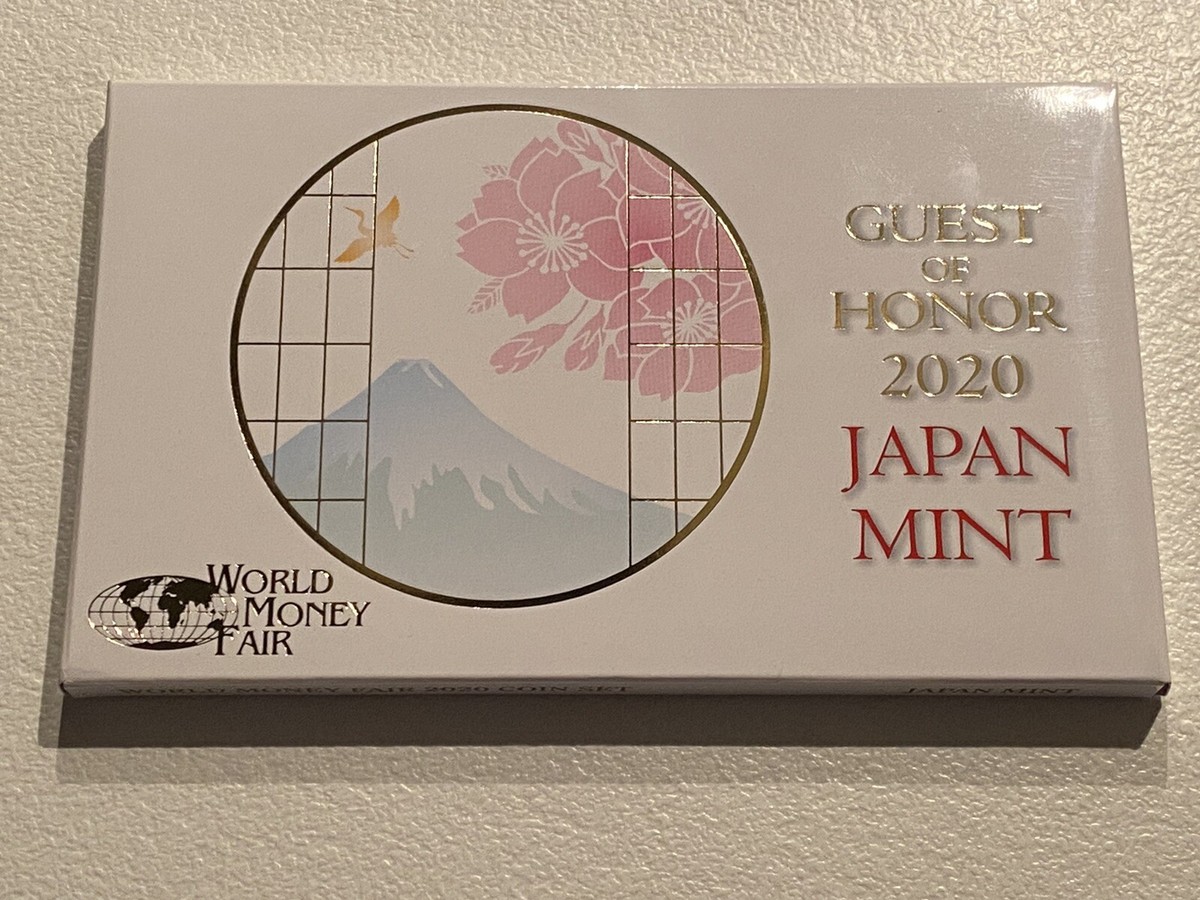 GUEST
OF
HONOR
2020
JAPAN
MINT
WORLD
MONEY
FAIR
WORLD MONEY FAIR 2020 COIN SET
JAPAN MINT